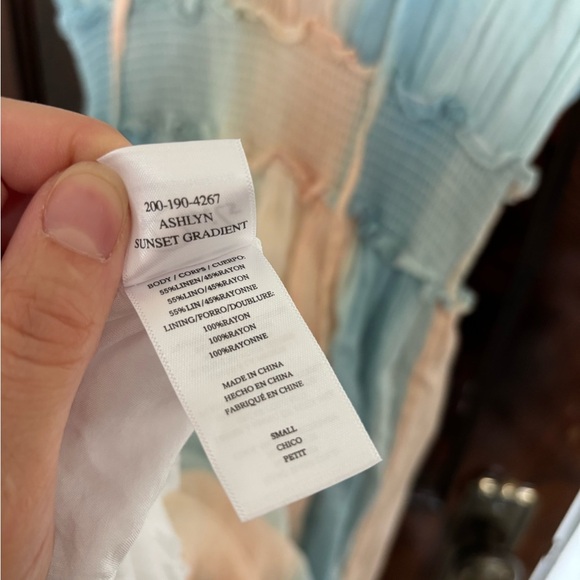 200-190-4267
ASHLYN
SUNSET GRADIENT
BODY / CORPS / CUERPO:
55%LINEN/45%RAYON
55%LINO/45%RAYON
55% LIN/45%RAYONNE
LINING/FORRO/DOUBLURE:
100%RAYON
100%RAYON
100%RAYONNE
MADE IN CHINA
HECHO EN CHINA
FABRIQUÉ EN CHINE
SMALL
CHICO
PETIT